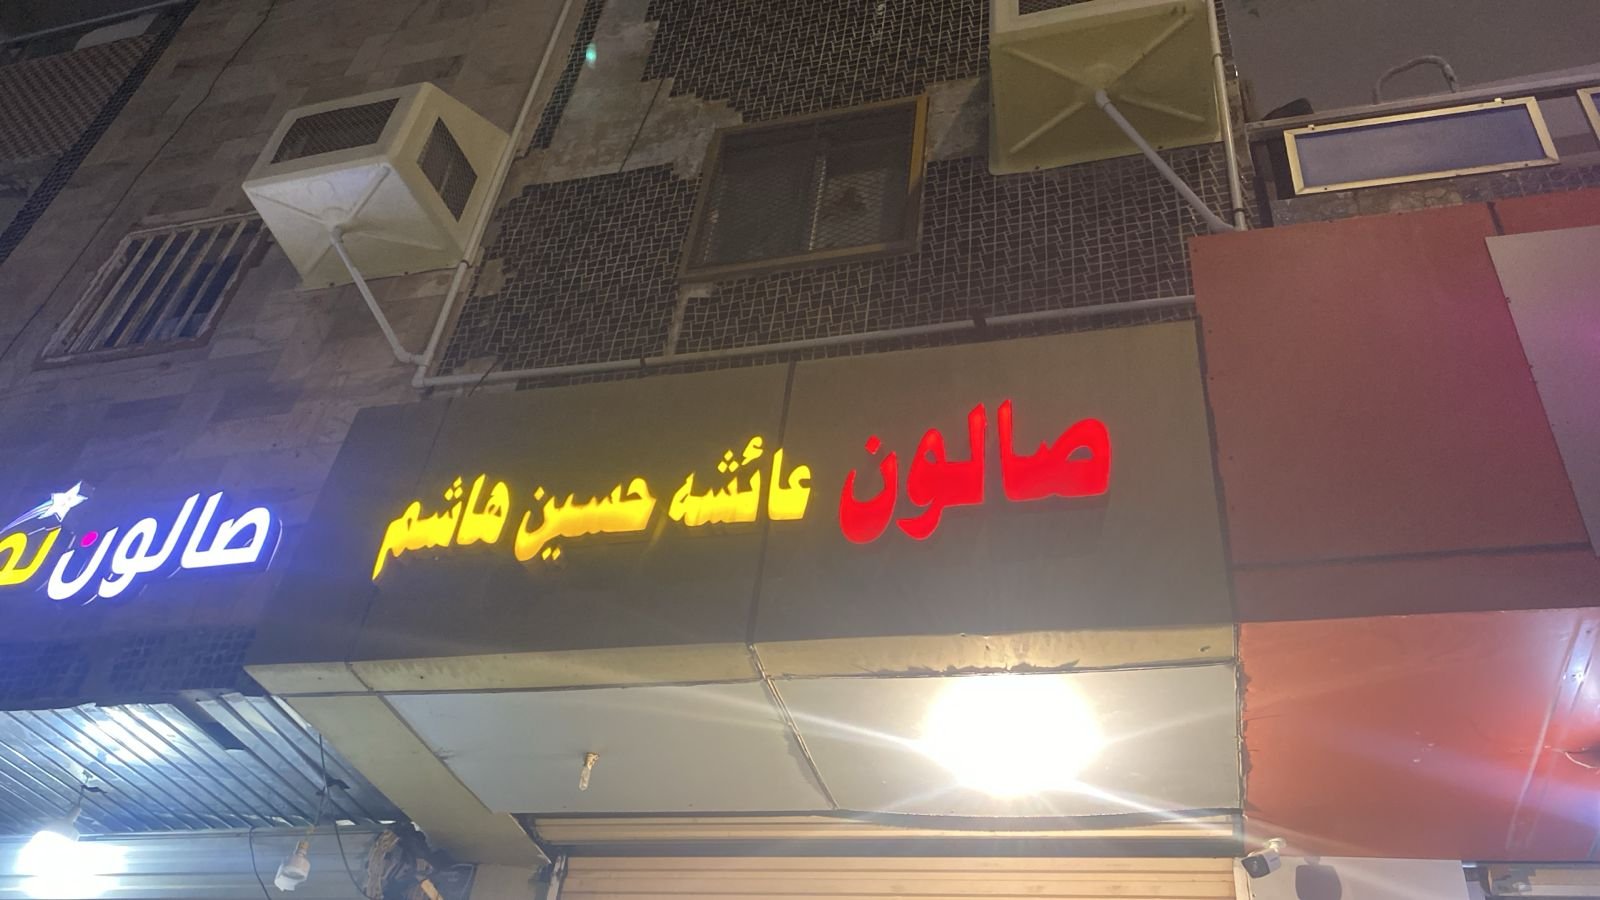 صالون عائشه حسين هاشم
صالون